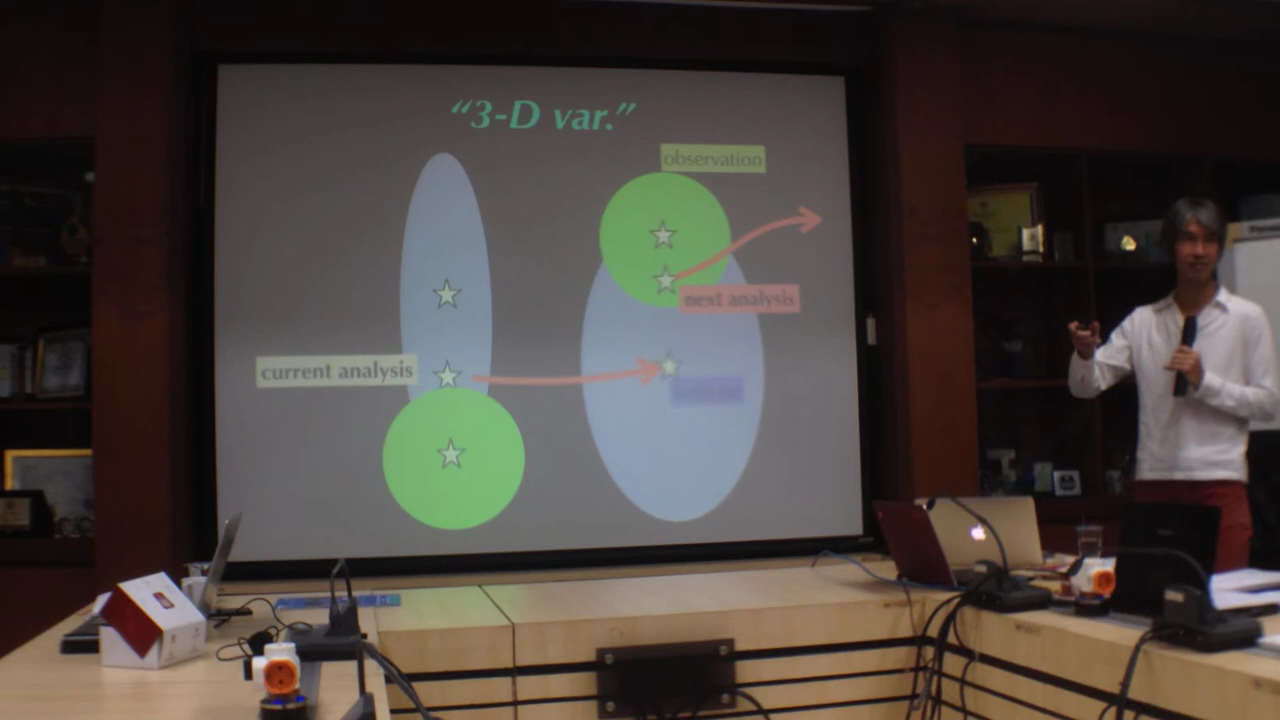 “3-D var.”
observation
next analysis
current analysis